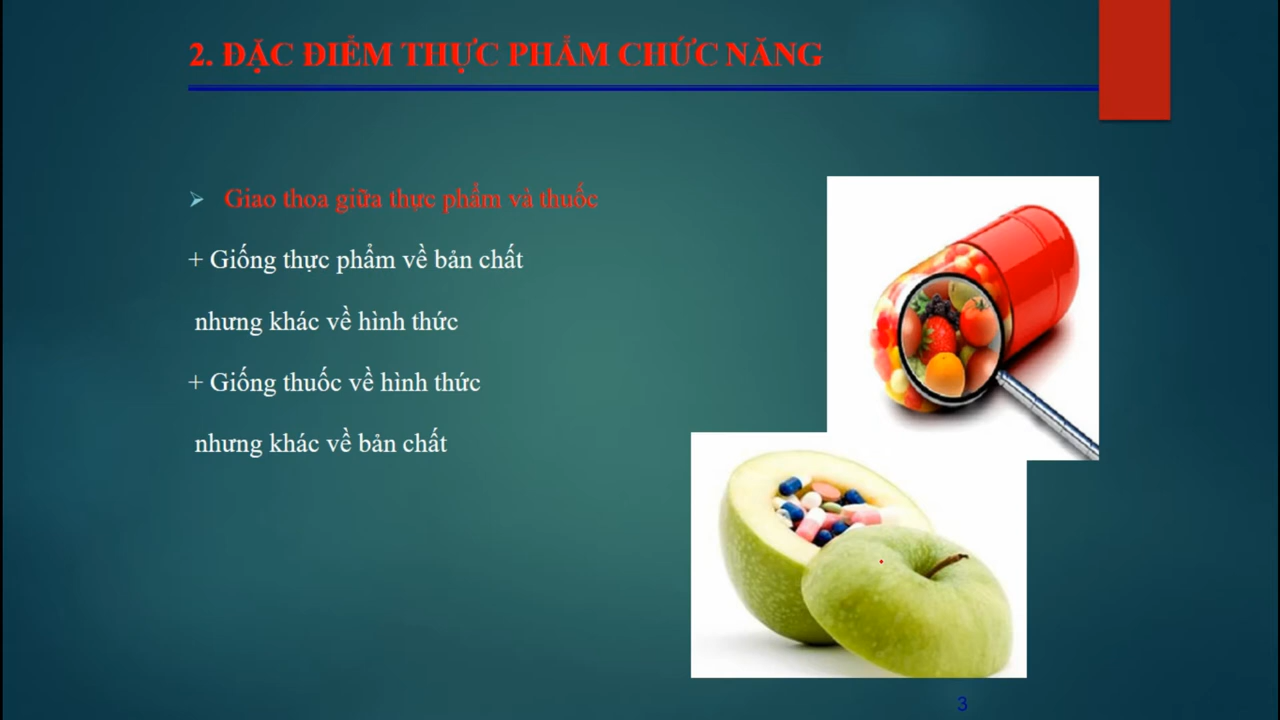 2. ĐẶC ĐIỂM THỰC PHẨM CHỨC NĂNG
Giao thoa giữa thực phẩm và thuốc
+ Giống thực phẩm về bản chất
nhưng khác về hình thức
+ Giống thuốc về hình thức
nhưng khác về bản chất
3